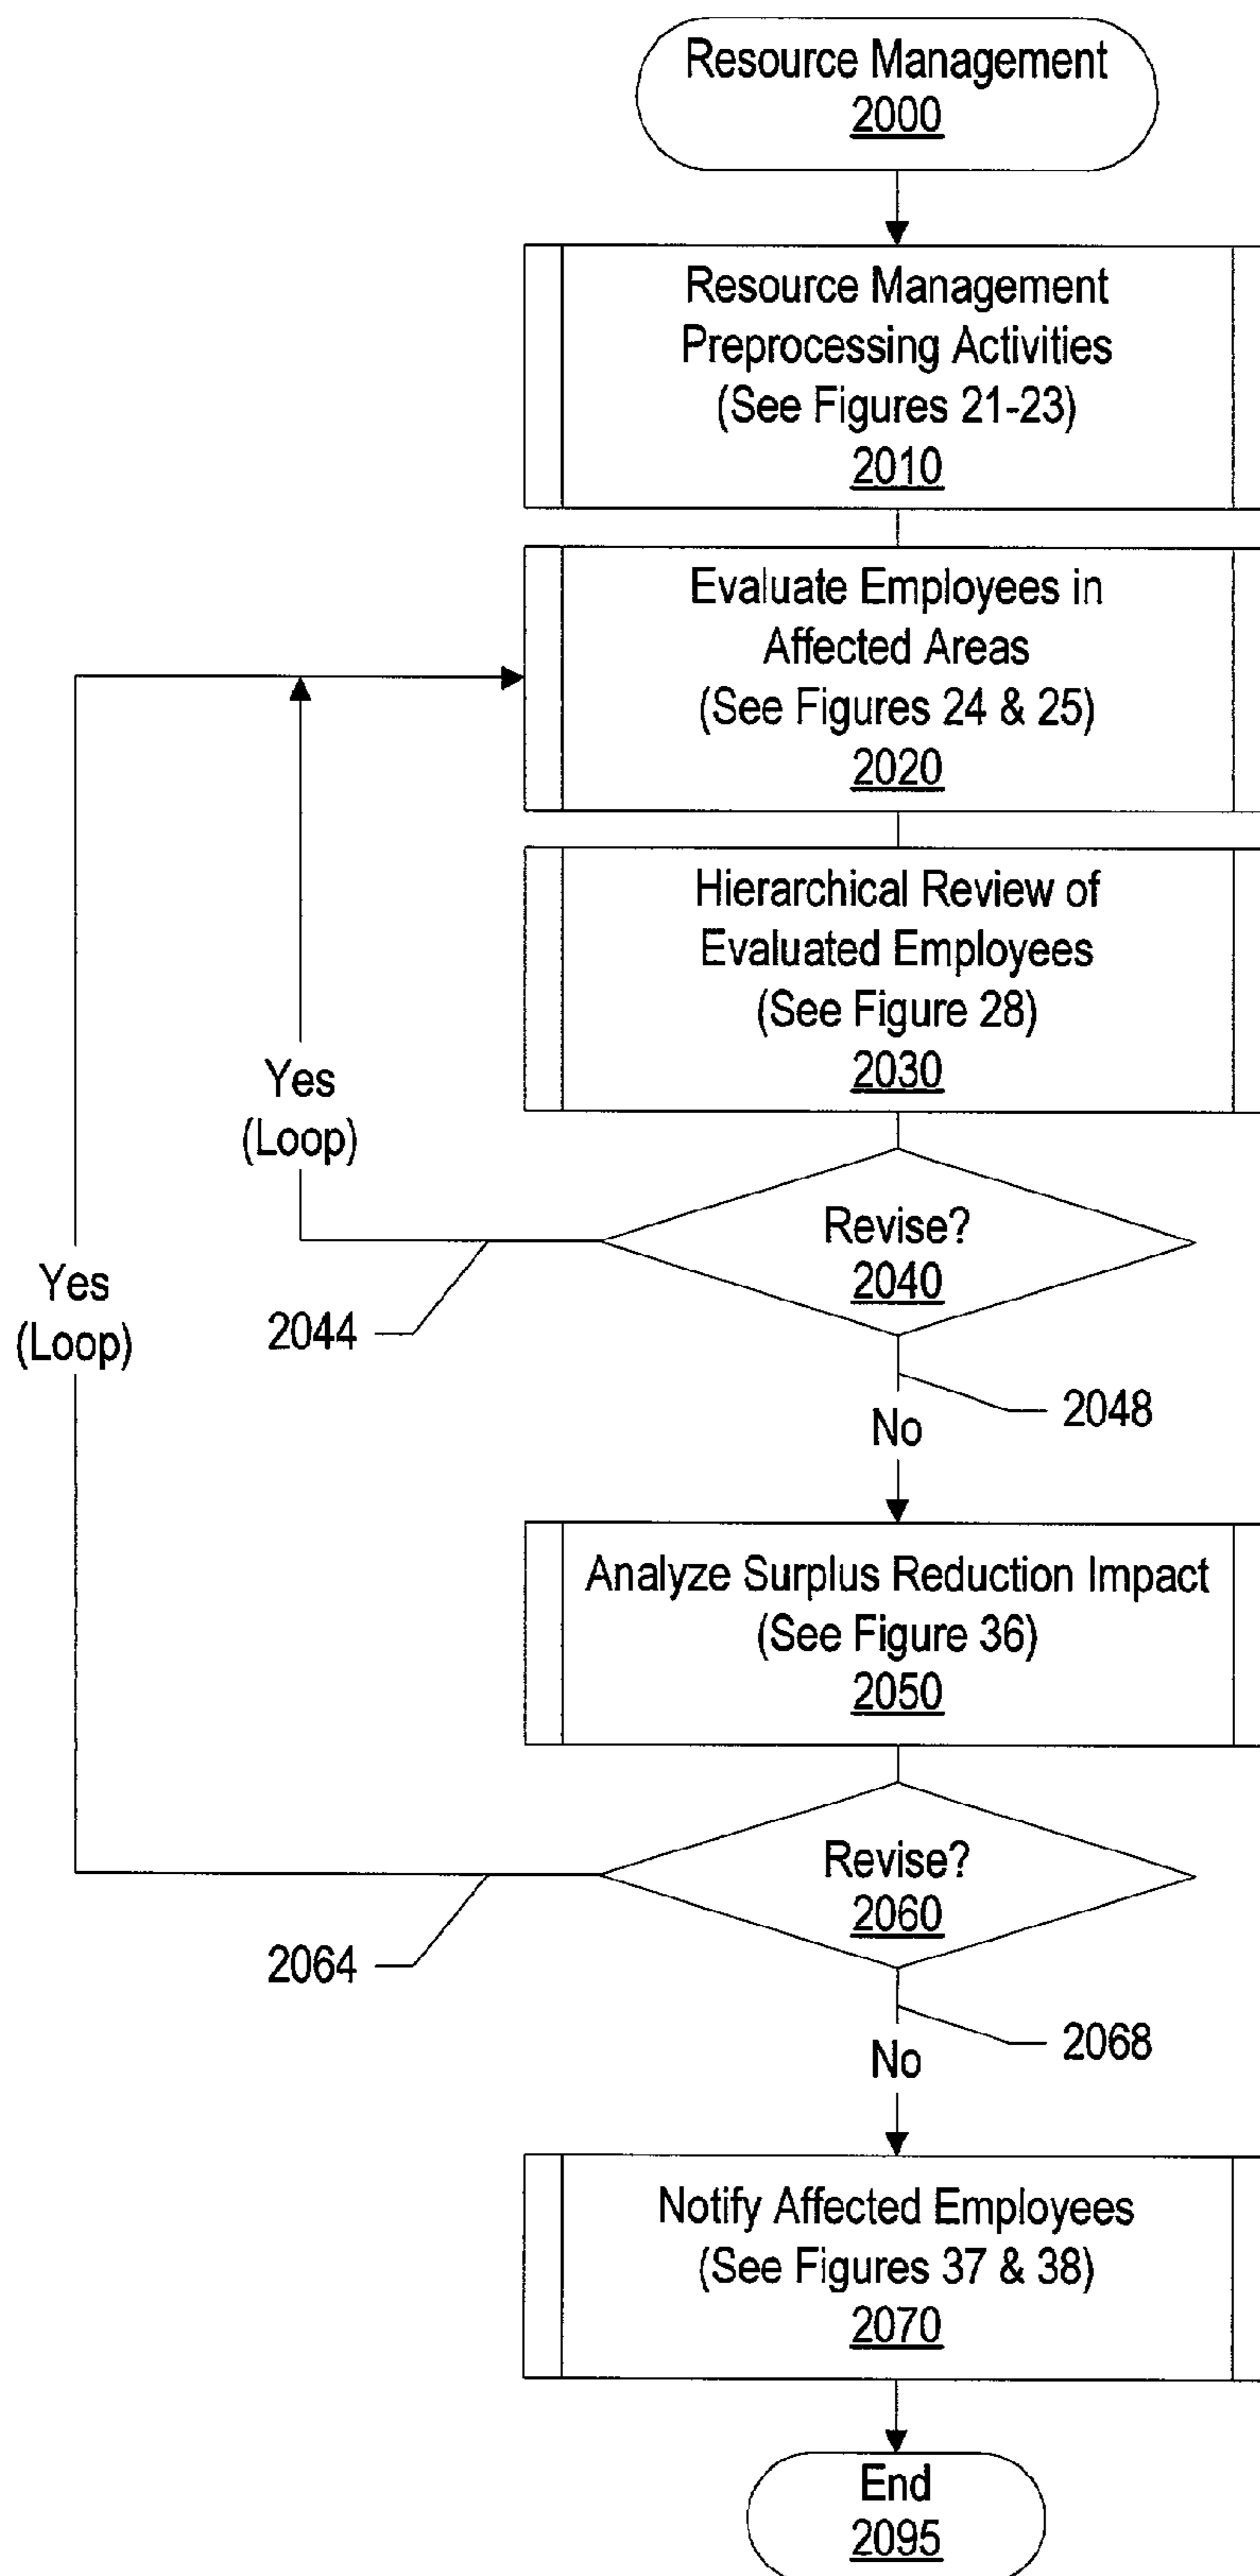 Resource Management
2000
Resource Management
Preprocessing Activities
(See Figures 21-23)
2010
Evaluate Employees in
Affected Areas
(See Figures 24 & 25)
2020
Hierarchical Review of
Evaluated Employees
(See Figure 28)
2030
Yes
(Loop)
Revise?
2040
Yes
(Loop)
2044
2048
No
Analyze Surplus Reduction Impact
(See Figure 36)
2050
Revise?
2060
2064
2068
No
Notify Affected Employees
(See Figures 37 & 38)
2070
End
2095